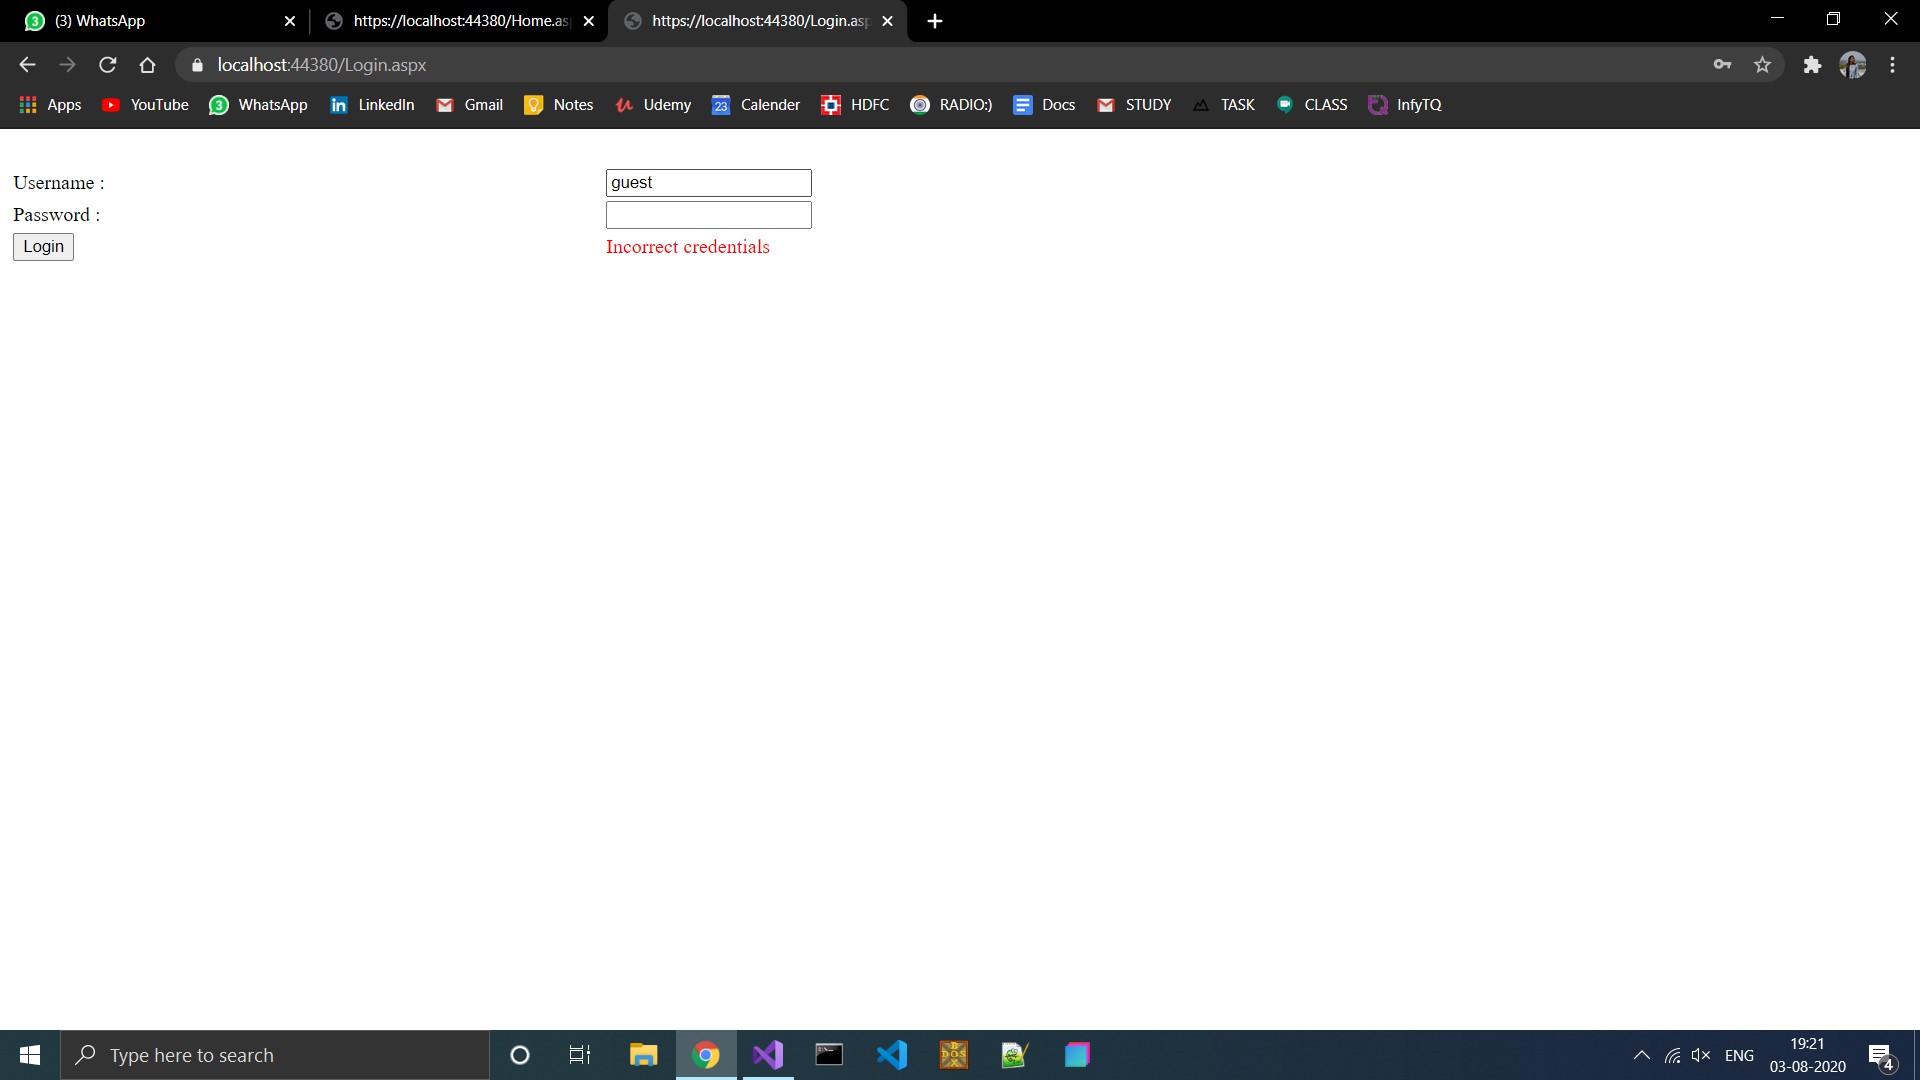 (3) WhatsApp
https://localhost:44380/Home.as
https://localhost:44380/Login.asp
localhost:44380/Login.aspx
Apps YouTube WhatsApp LinkedIn Gmail Notes Udemy 23 Calender HDFC RADIO:) Docs STUDY TASK CLASS InfyTQ
Username : guest
Password :
Login Incorrect credentials
Type here to search
ENG
19:21
03-08-2020
4